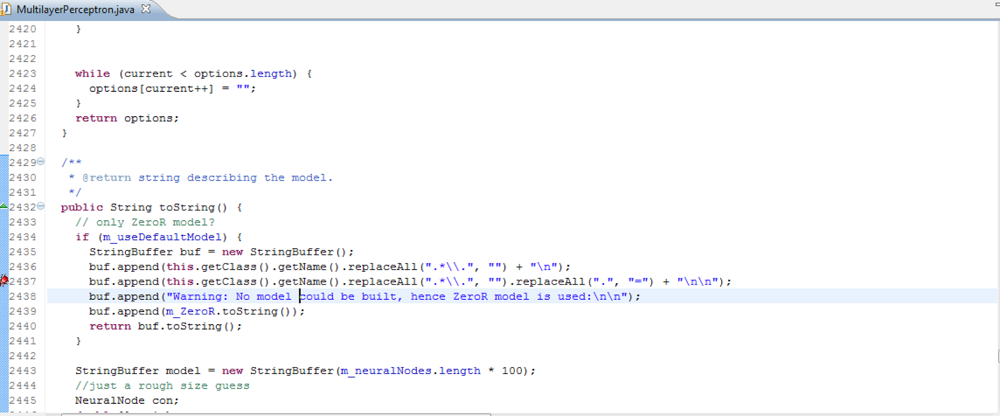 MultilayerPerceptron.java
2420 }
2421
2422
2423 while (current < options.length) {
2424 options[current++] = "";
2425 }
2426 return options;
2427 }
2428
2429 /**
2430 * @return string describing the model.
2431 */
2432 public String toString() {
2433 // only ZeroR model?
2434 if (m_useDefaultModel) {
2435 StringBuffer buf = new StringBuffer();
2436 buf.append(this.getClass().getName().replaceAll(".*\\.", "") + "\n");
2437 buf.append(this.getClass().getName().replaceAll(".*\\.", "").replaceAll(".", "=") + "\n\n");
2438 buf.append("Warning: No model could be built, hence ZeroR model is used:\n\n");
2439 buf.append(m_ZeroR.toString());
2440 return buf.toString();
2441 }
2442
2443 StringBuffer model = new StringBuffer(m_neuralNodes.length * 100);
2444 //just a rough size guess
2445 NeuralNode con;